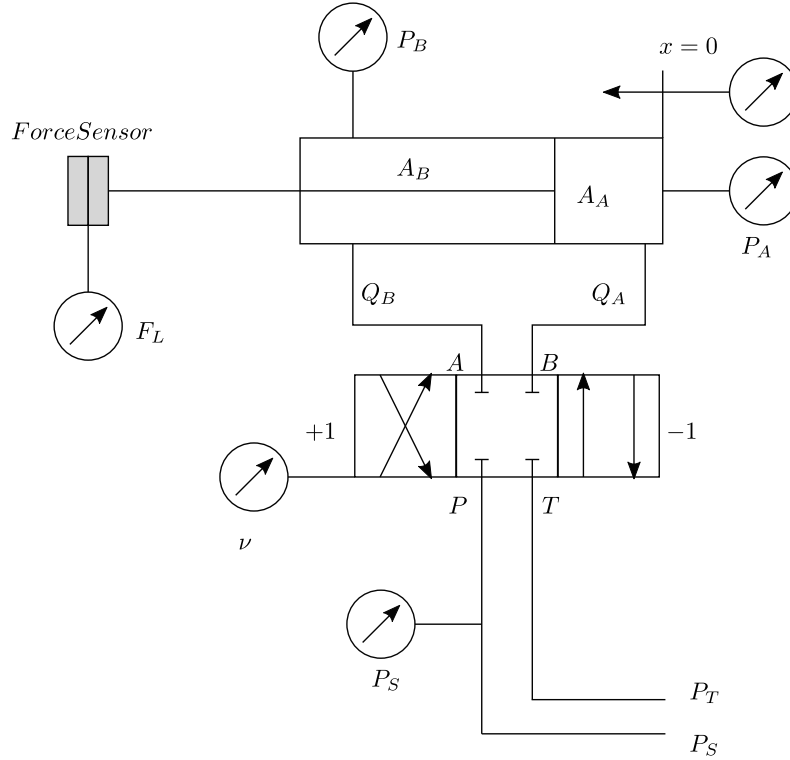 P_B
x = 0
ForceSensor
A_B
A_A
P_A
Q_B
Q_A
F_L
A
B
+1
−1
P
T
ν
P_S
P_T
P_S